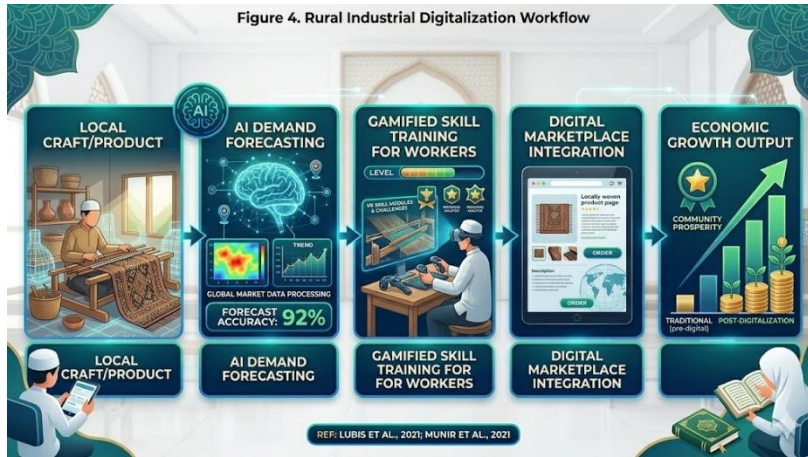 Figure 4. Rural Industrial Digitalization Workflow
LOCAL
CRAFT/PRODUCT
AI
AI DEMAND
FORECASTING
TREND
GLOBAL MARKET DATA PROCESSING
FORECAST
ACCURACY: 92%
GAMIFIED SKILL
TRAINING
FOR WORKERS
LEVEL
VR SKILL MODULES
& CHALLENGES
DIGITAL
MARKETPLACE
INTEGRATION
Locally woven
product page
ORDER
Description
ORDER
ECONOMIC
GROWTH OUTPUT
COMMUNITY
PROSPERITY
TRADITIONAL
(pre-digital)
POST-DIGITALIZATION
LOCAL
CRAFT/PRODUCT
AI DEMAND
FORECASTING
GAMIFIED SKILL
TRAINING FOR
FOR WORKERS
DIGITAL
MARKETPLACE
INTEGRATION
REF: LUBIS ET AL., 2021; MUNIR ET AL., 2021